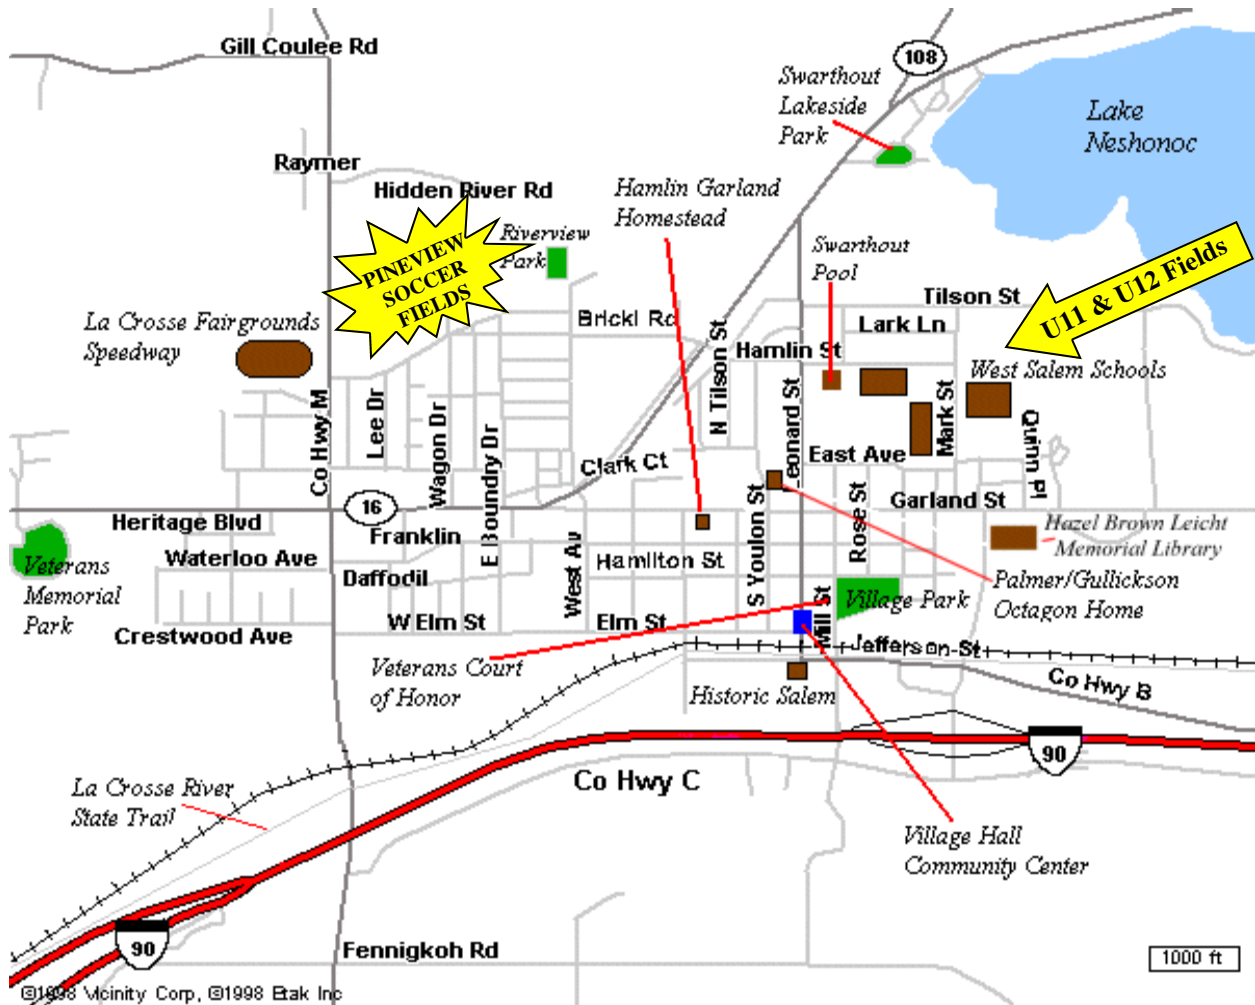 Gill Coulee Rd
108
Swarthout
Lakeside
Park
Lake
Neshonoc
Raymer
Hidden River Rd
Hamlin Garland
Homestead
Riverview
Park
PINEVIEW
SOCCER
FIELDS
Swarthout
Pool
U11 & U12 Fields
Tilson St
La Crosse Fairgrounds
Speedway
Brickl Rd
Lark Ln
N Tilson St
Hamlin St
West Salem Schools
Co Hwy M
Lee Dr
Wagon Dr
E Boundry Dr
Leonard St
Mark St
Quinn Pl
Clark Ct
East Ave
16
Heritage Blvd
Franklin
Garland St
Rose St
S Youlon St
Hazel Brown Leicht
Memorial Library
Veterans
Memorial
Park
Waterloo Ave
Daffodil
West Av
Hamilton St
Palmer/Gullickson
Octagon Home
Village Park
Mill St
Crestwood Ave
W Elm St
Elm St
Jefferson St
Veterans Court
of Honor
Historic Salem
Co Hwy B
90
Co Hwy C
La Crosse River
State Trail
Village Hall
Community Center
90
Fennigkoh Rd
1000 ft
©1998 Vicinity Corp, ©1998 Etak Inc